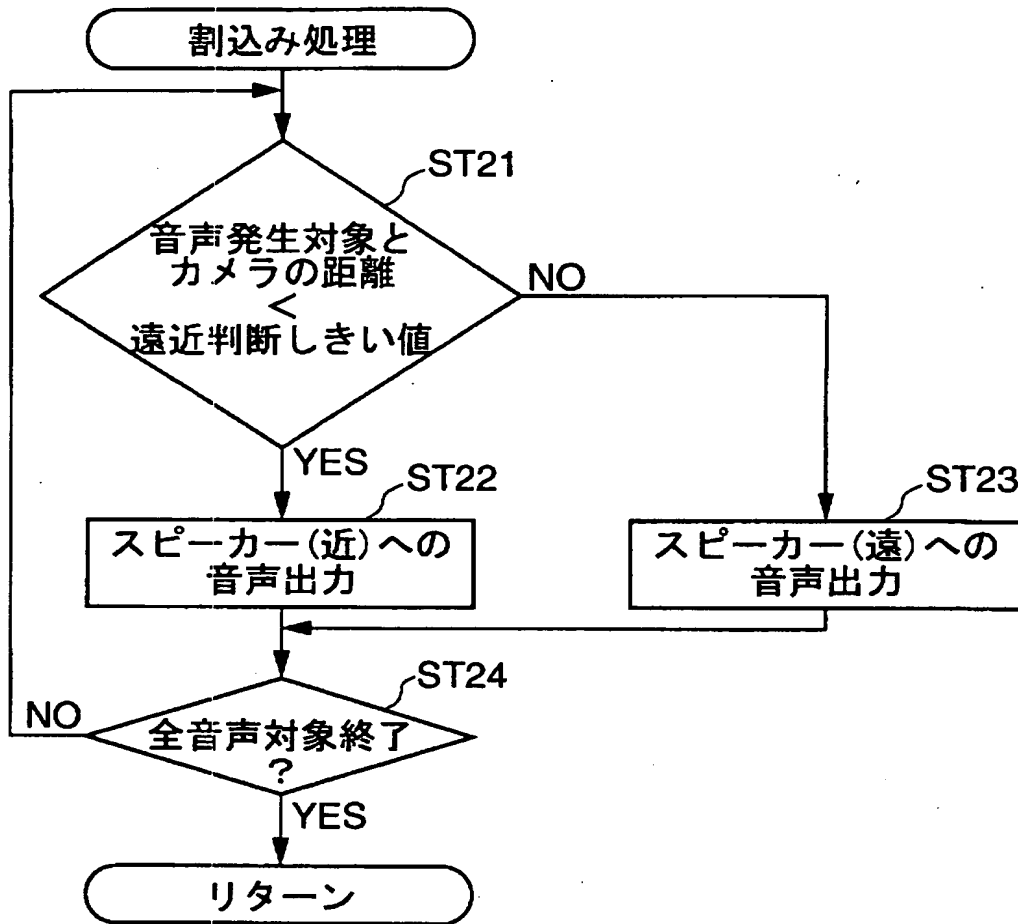 割込み処理
ST21
音声発生対象と
カメラの距離
<
遠近判断しきい値
NO
YES
ST22
スピーカー(近)への
音声出力
ST23
スピーカー(遠)への
音声出力
ST24
NO
全音声対象終了
?
YES
リターン